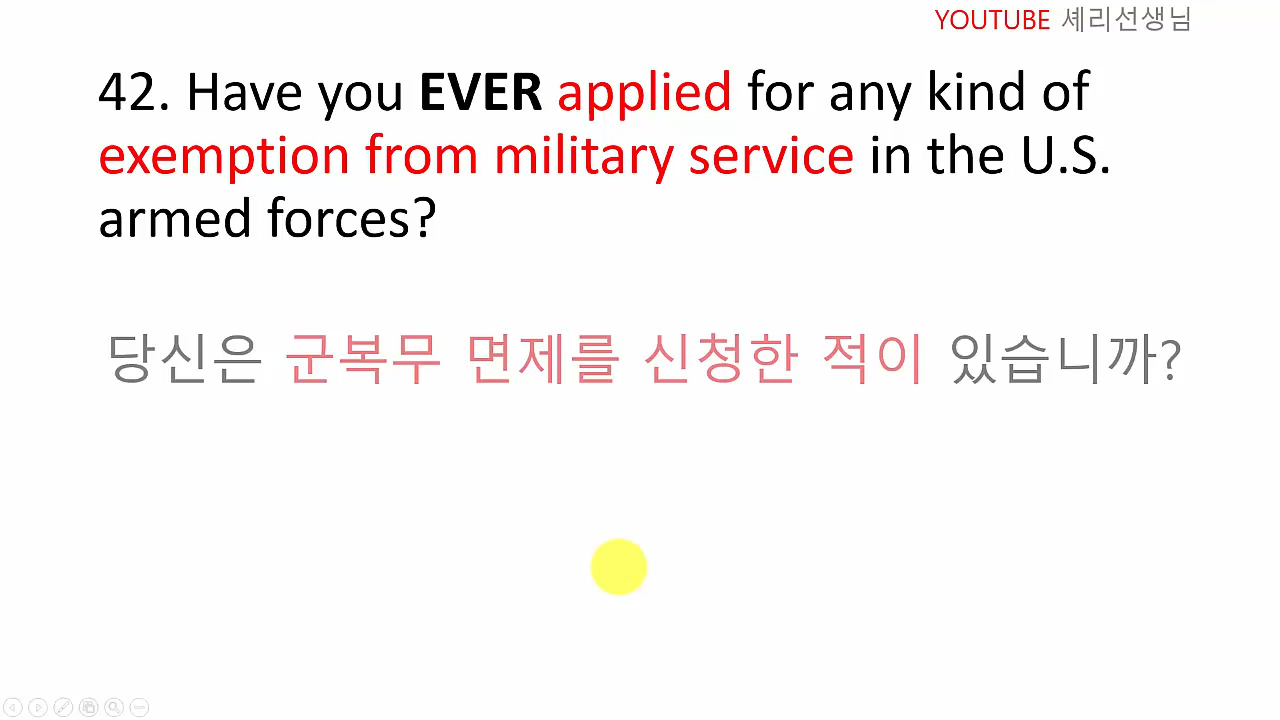 YOUTUBE 셰리선생님
42. Have you EVER applied for any kind of
exemption from military service in the U.S.
armed forces?
당신은 군복무 면제를 신청한 적이 있습니까?